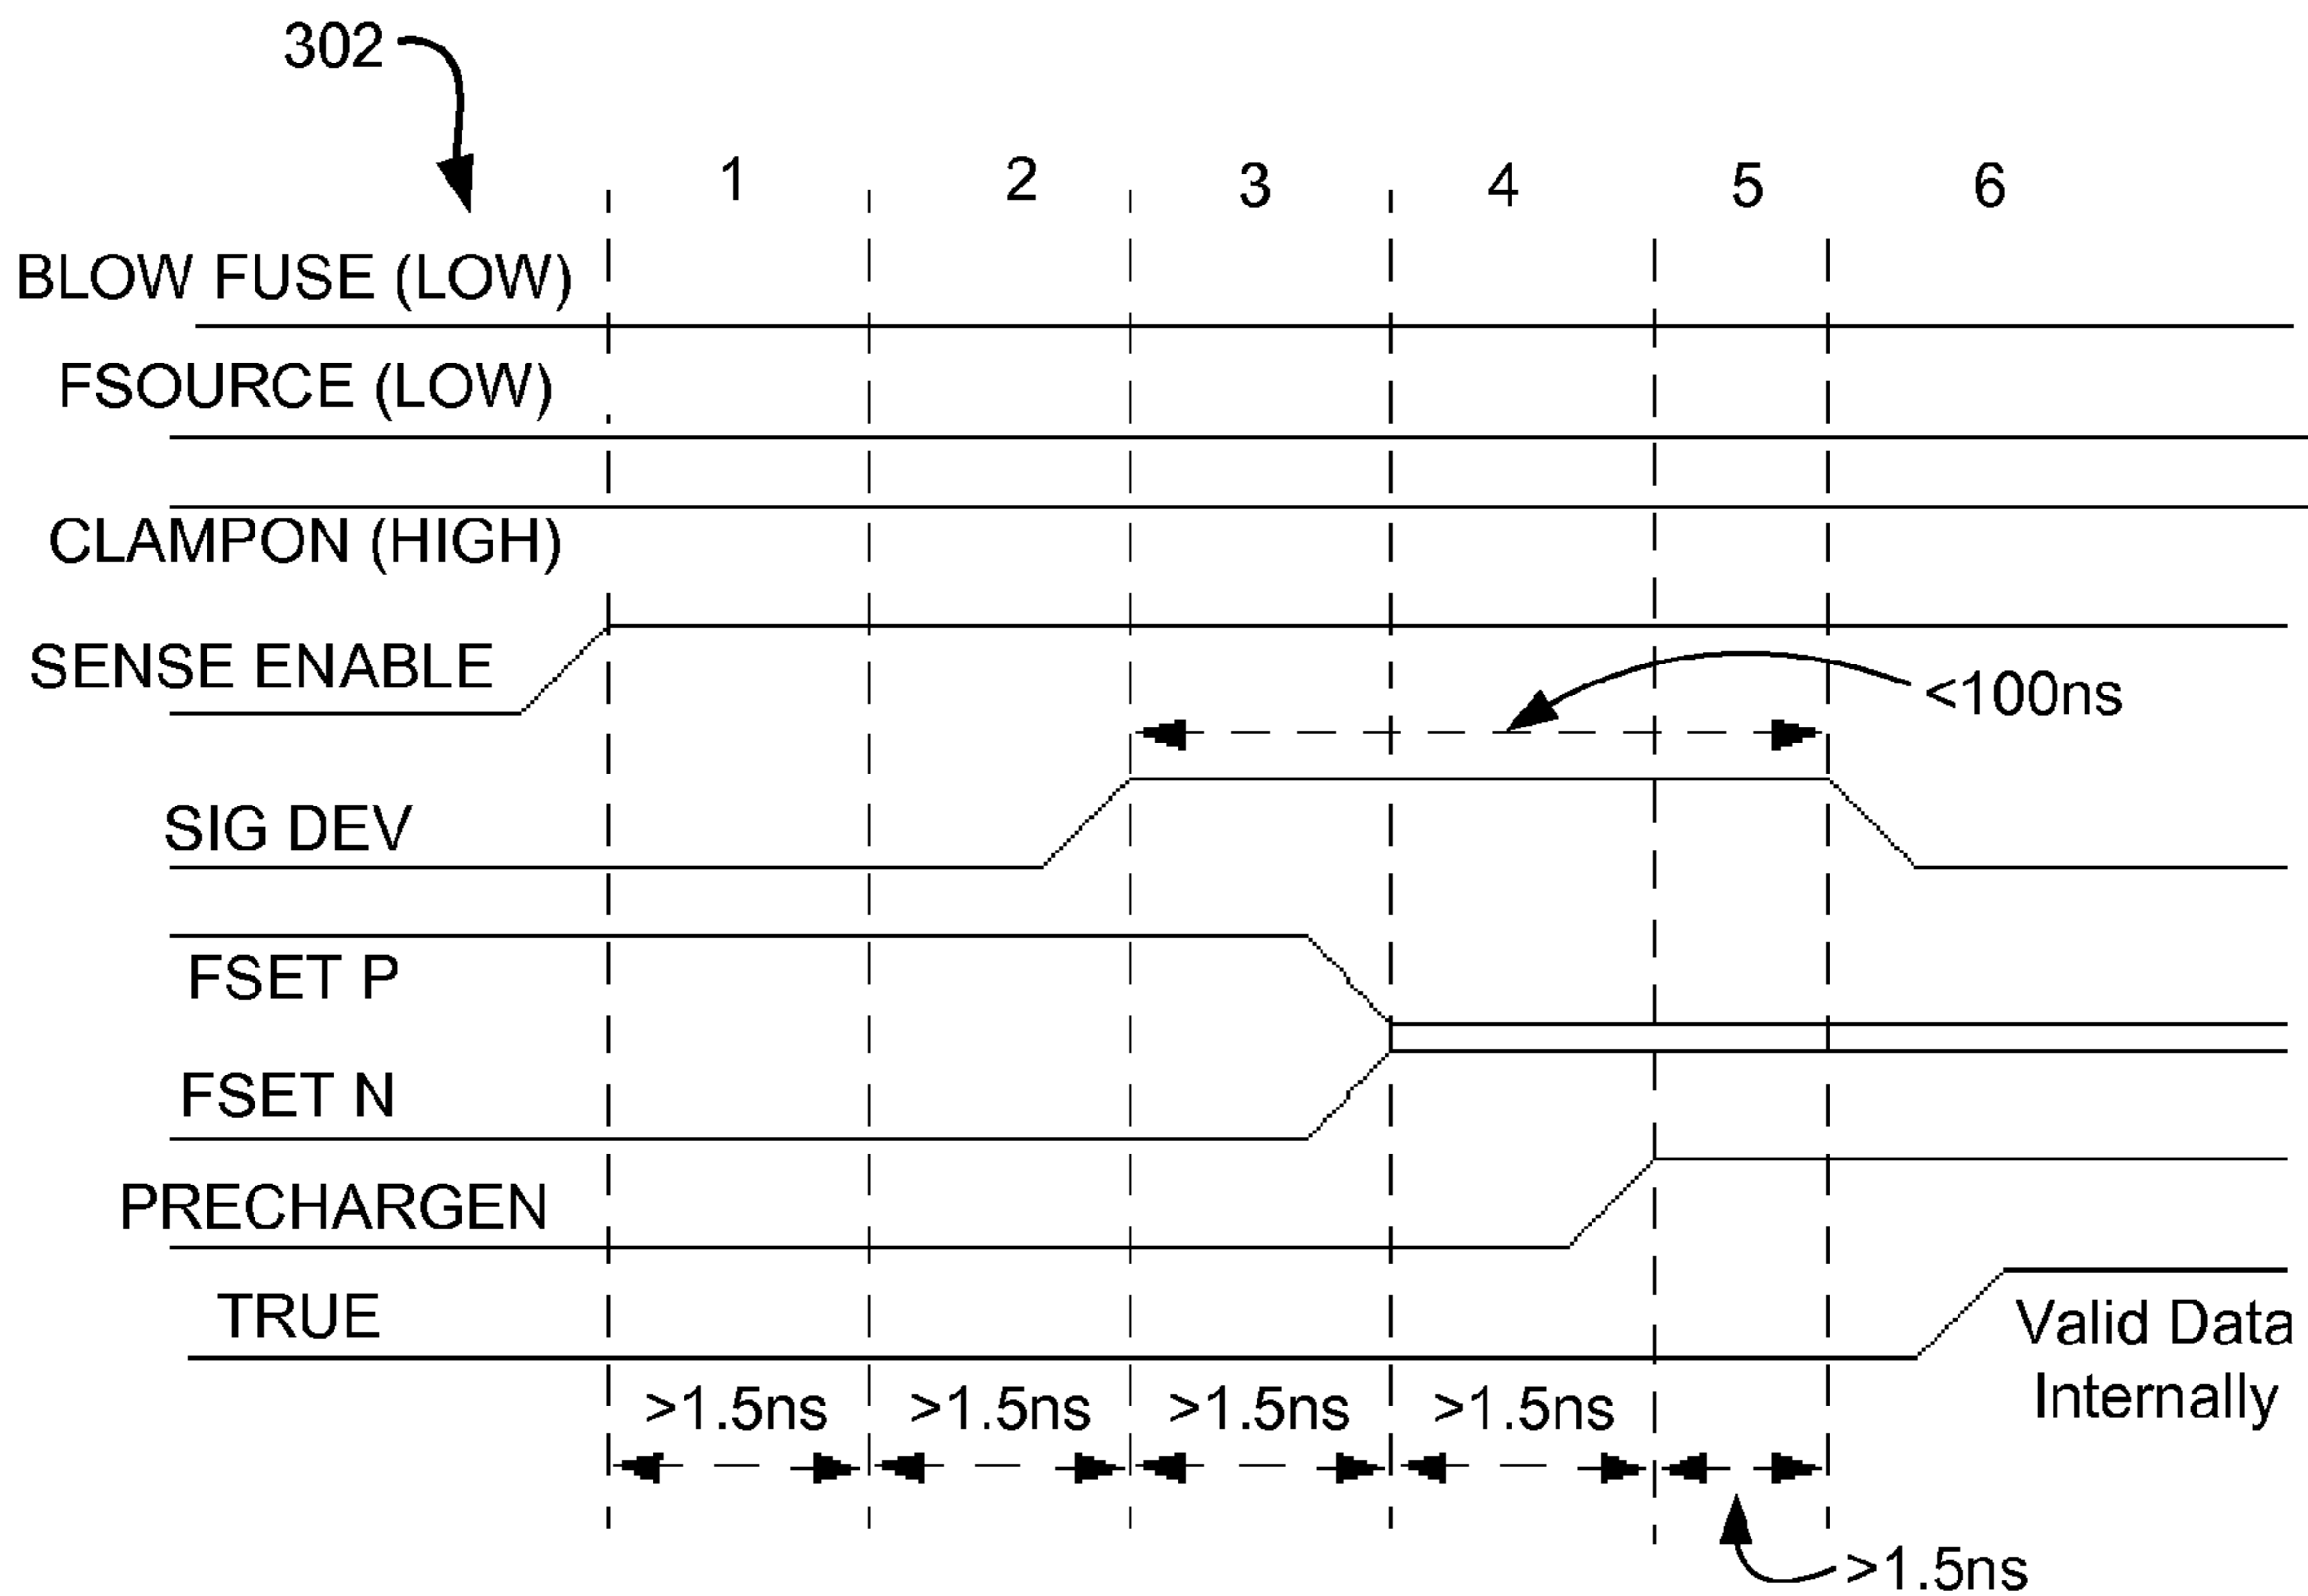 302
1 2 3 4 5 6
BLOW FUSE (LOW)
FSOURCE (LOW)
CLAMPON (HIGH)
SENSE ENABLE
<100ns
SIG DEV
FSET P
FSET N
PRECHARGEN
TRUE
Valid Data
Internally
>1.5ns >1.5ns >1.5ns >1.5ns
>1.5ns